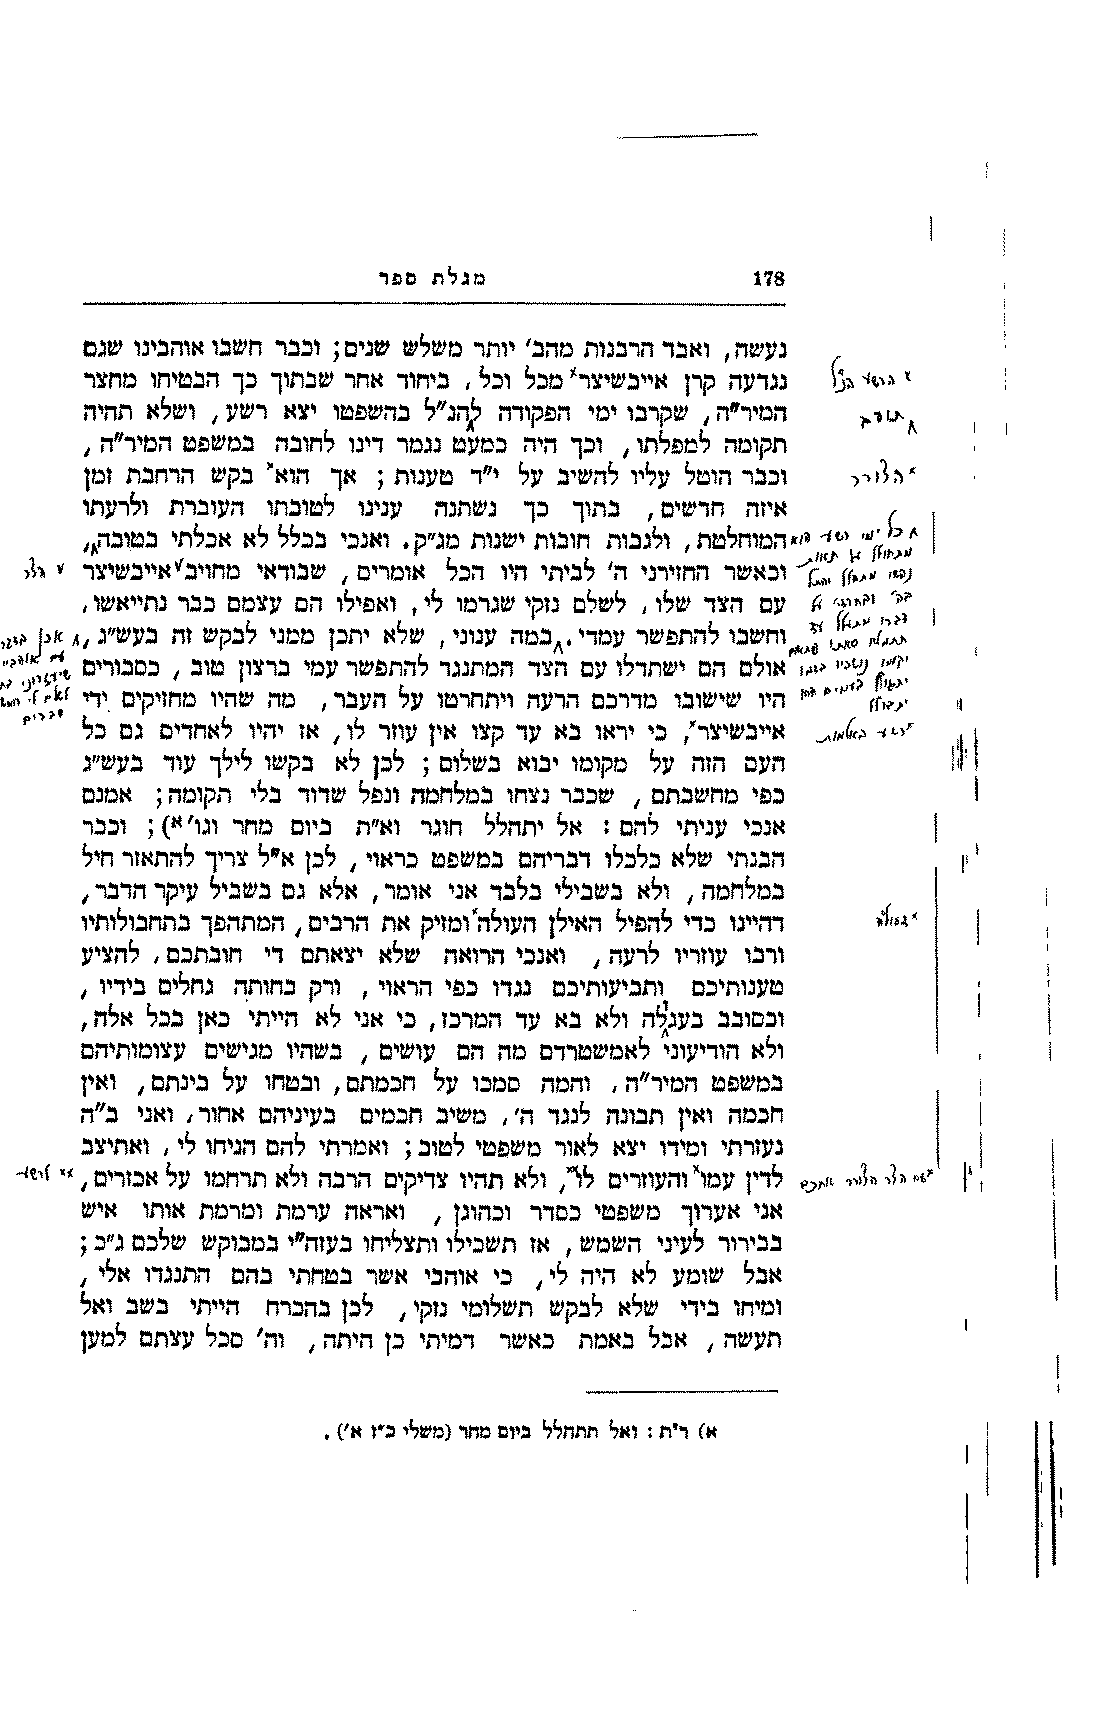 178 מגלת ספר
נעשה, ואבד הרבנות מהב' יותר משלש שנים; וכבר חשבו אוהבינו שגם
נגדעה קרן אייבשיצר מכל וכל, ביחוד אחר שבתוך כך הבטיחו מחצר
המיר"ה, שקרבו ימי הפקודה להנ"ל בהשפטו יצא רשע, ושלא תהיה
תקומה למפלתו, וכך היה כמעט נגמר דינו לחובה במשפט המיר"ה,
וכבר הוטל עליו להשיב על י"ד טענות; אך הוא בקש הרחבת זמן
איזה חדשים, בתוך כך נשתנה ענינו לטובתו העוברת ולרעתו
המוחלטת, ולגבות חובות ישנות מג"ק. ואנכי בכלל לא אכלתי בטובה,
וכאשר החזירני ה' לביתי היו הכל אומרים, שבודאי מחויב אייבשיצר
עם הצד שלו, לשלם נזקי שגרמו לי, ואפילו הם עצמם כבר נתייאשו,
וחשבו להתפשר עמדי. במה ענוני, שלא יתכן ממני לבקש זה בעש"ג,
אולם הם ישתדלו עם הצד המתנגד להתפשר עמי ברצון טוב, כסבורים
היו שישובו מדרכם הרעה ויתחרטו על העבר, מה שהיו מחזיקים ידי
אייבשיצר, כי יראו בא עד קצו אין עוזר לו, אז יהיו לאחדים גם כל
העם הזה על מקומו יבוא בשלום; לכן לא בקשו לילך עוד בעש"ג
כפי מחשבתם, שכבר נצחו במלחמה ונפל שדוד בלי תקומה; אמנם
אנכי עניתי להם: אל יתהלל חוגר וא"ת ביום מחר וגו' א); וכבר
הבנתי שלא כלכלו דבריהם במשפט כראוי, לכן א"ל צריך להתאזר חיל
במלחמה, ולא בשבילי בלבד אני אומר, אלא גם בשביל עיקר הדבר,
דהיינו כדי להפיל האילן העולה ומזיק את הרבים, המתהפך בתחבולותיו
ורבו עוזריו לרעה, ואנכי הרואה שלא יצאתם די חובתכם, להציע
טענותיכם ותביעותיכם נגדו כפי הראוי, ורק בחותה גחלים בידיו,
וכסובב בעגלה ולא בא עד המרכז, כי אני לא הייתי כאן בכל אלה,
ולא הודיעוני לאמשטרדם מה הם עושים, בשהיו מגישים עצומותיהם
במשפט המיר"ה, והמה סמכו על חכמתם, ובטחו על בינתם, ואין
חכמה ואין תבונה לנגד ה', משיב חכמים בעיניהם אחור, ואני ב"ה
נעזרתי ומידו יצא לאור משפטי לטוב; ואמרתי להם הניחו לי, ואתיצב
לדין עמו והעוזרים לו, ולא תהיו צדיקים הרבה ולא תרחמו על אכזרים,
אני אערוך משפטי כסדר וכהוגן, ואראה ערמת ומרמת אותו איש
בבירור לעיני השמש, אז תשכילו ותצליחו בעזה"י במבוקש שלכם ג"כ;
אבל שומע לא היה לי, כי אוהבי אשר בטחתי בהם התנגדו אלי,
ומיחו בידי שלא לבקש תשלומי נזקי, לכן בהכרח הייתי בשב ואל
תעשה, אבל באמת כאשר דמיתי כן היתה, וה' סכל עצתם למען
א) ר"ת: ואל תתהלל ביום מחר (משלי כ"ז א').
הרשע הנ"ל
הצורר